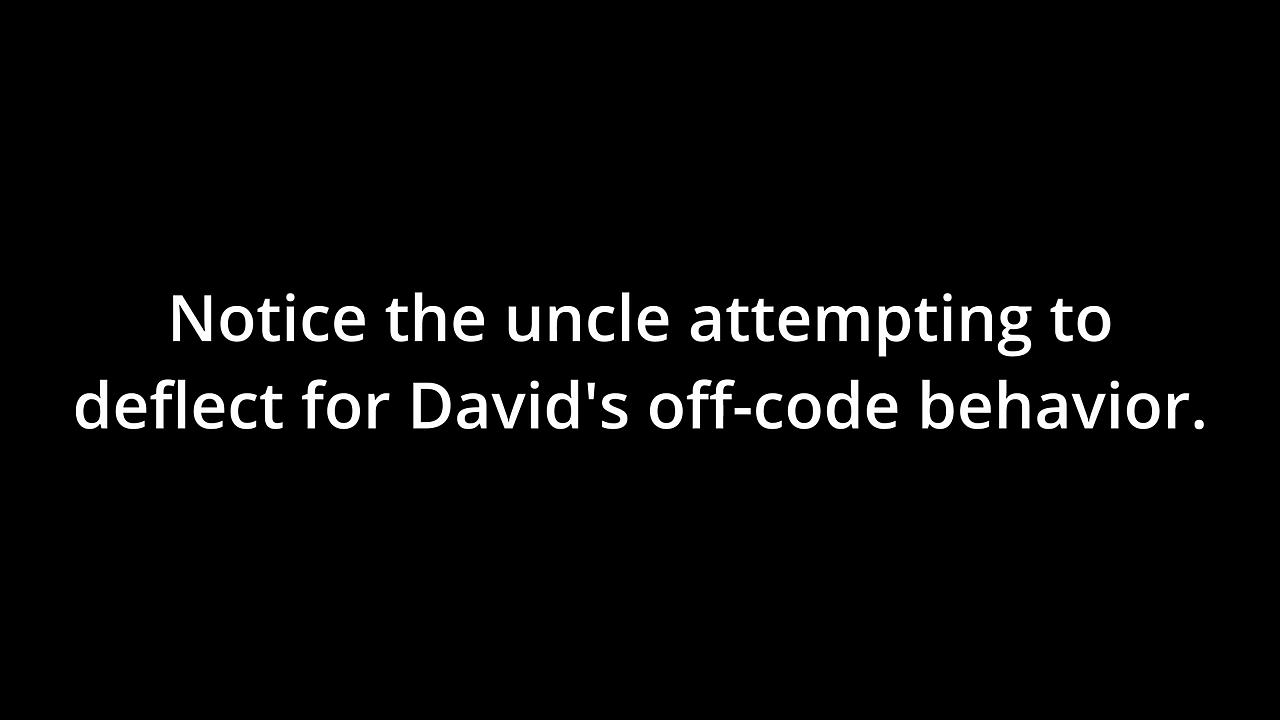 Notice the uncle attempting to
deflect for David's off-code behavior.